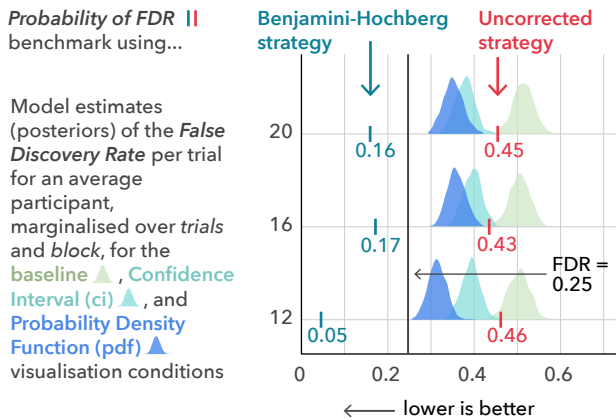 Probability of FDR
benchmark using...
Benjamini-Hochberg
strategy
Uncorrected
strategy
Model estimates
(posteriors) of the False
Discovery Rate per trial
for an average
participant,
marginalised over trials
and block, for the
baseline , Confidence
Interval (ci) , and
Probability Density
Function (pdf)
visualisation conditions
20
0.16
0.45
16
0.17
0.43
FDR =
0.25
12
0.05
0.46
0 0.2 0.4 0.6
lower is better